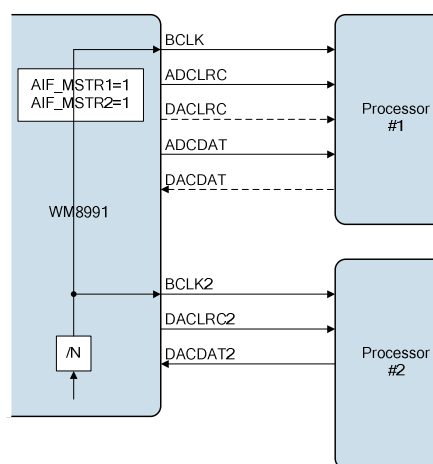 BCLK
AIF_MSTR1=1
AIF_MSTR2=1
ADCLRC
DACLRC
ADCDAT
DACDAT
Processor
#1
WM8991
BCLK2
DACLRC2
DACDAT2
/N
Processor
#2